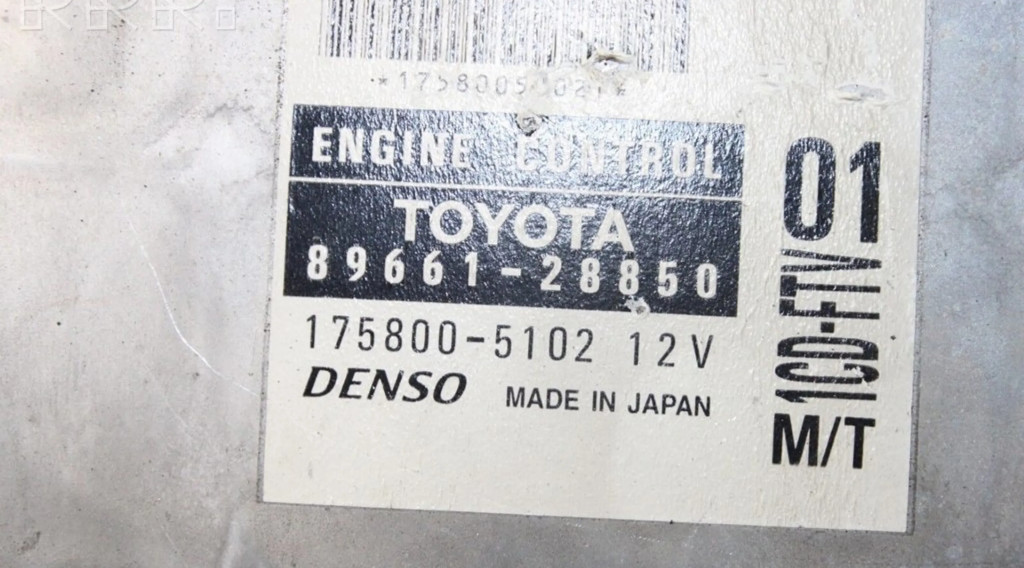 ENGINE CONTROL
TOYOTA
89661-28850
175800-5102 12V
DENSO MADE IN JAPAN
01
1CD-FTV
M/T